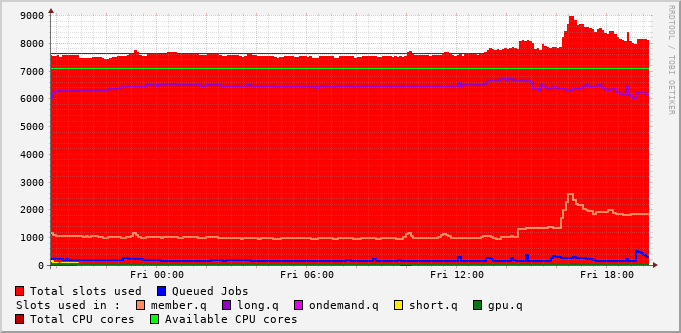 9000
8000
7000
6000
5000
4000
3000
2000
1000
0
Fri 00:00 Fri 06:00 Fri 12:00 Fri 18:00
RRDTOOL / TOBI OETIKER
Total slots used Queued Jobs
Slots used in : member.q long.q ondemand.q short.q gpu.q
Total CPU cores Available CPU cores